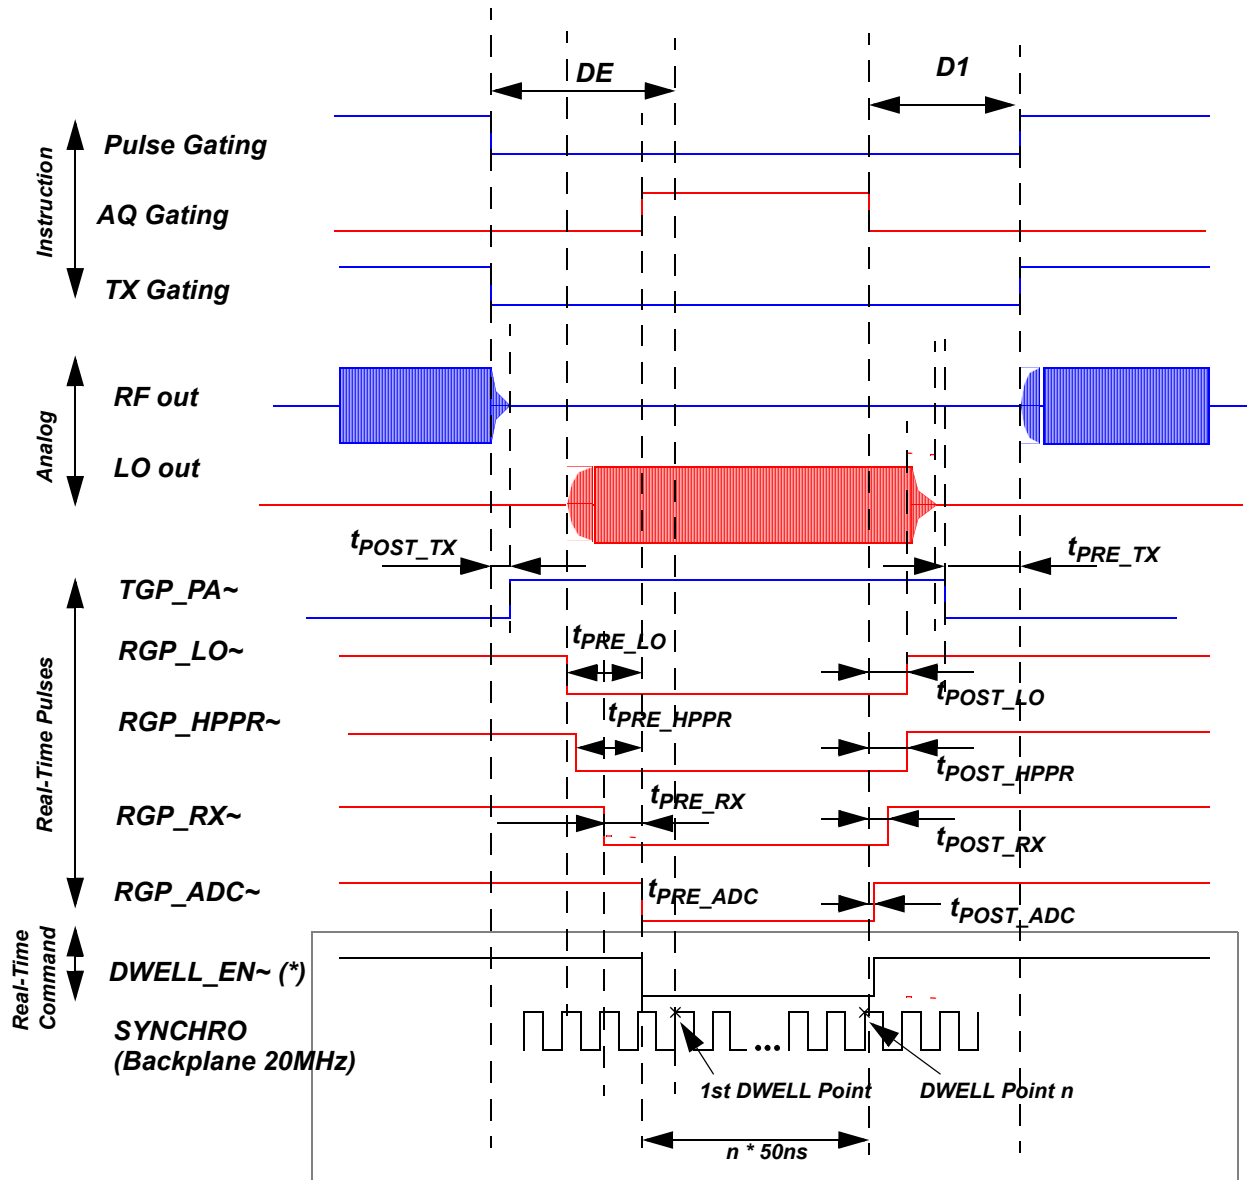 DE
D1
Instruction
Pulse Gating
AQ Gating
TX Gating
Analog
RF out
LO out
tPOST_TX
tPRE_TX
Real-Time Pulses
TGP_PA~
tPRE_LO
RGP_LO~
tPOST_LO
RGP_HPPR~
tPRE_HPPR
tPOST_HPPR
RGP_RX~
tPRE_RX
tPOST_RX
RGP_ADC~
tPRE_ADC
tPOST_ADC
Real-Time
Command
DWELL_EN~ (*)
SYNCHRO
(Backplane 20MHz)
...
1st DWELL Point
DWELL Point n
n * 50ns